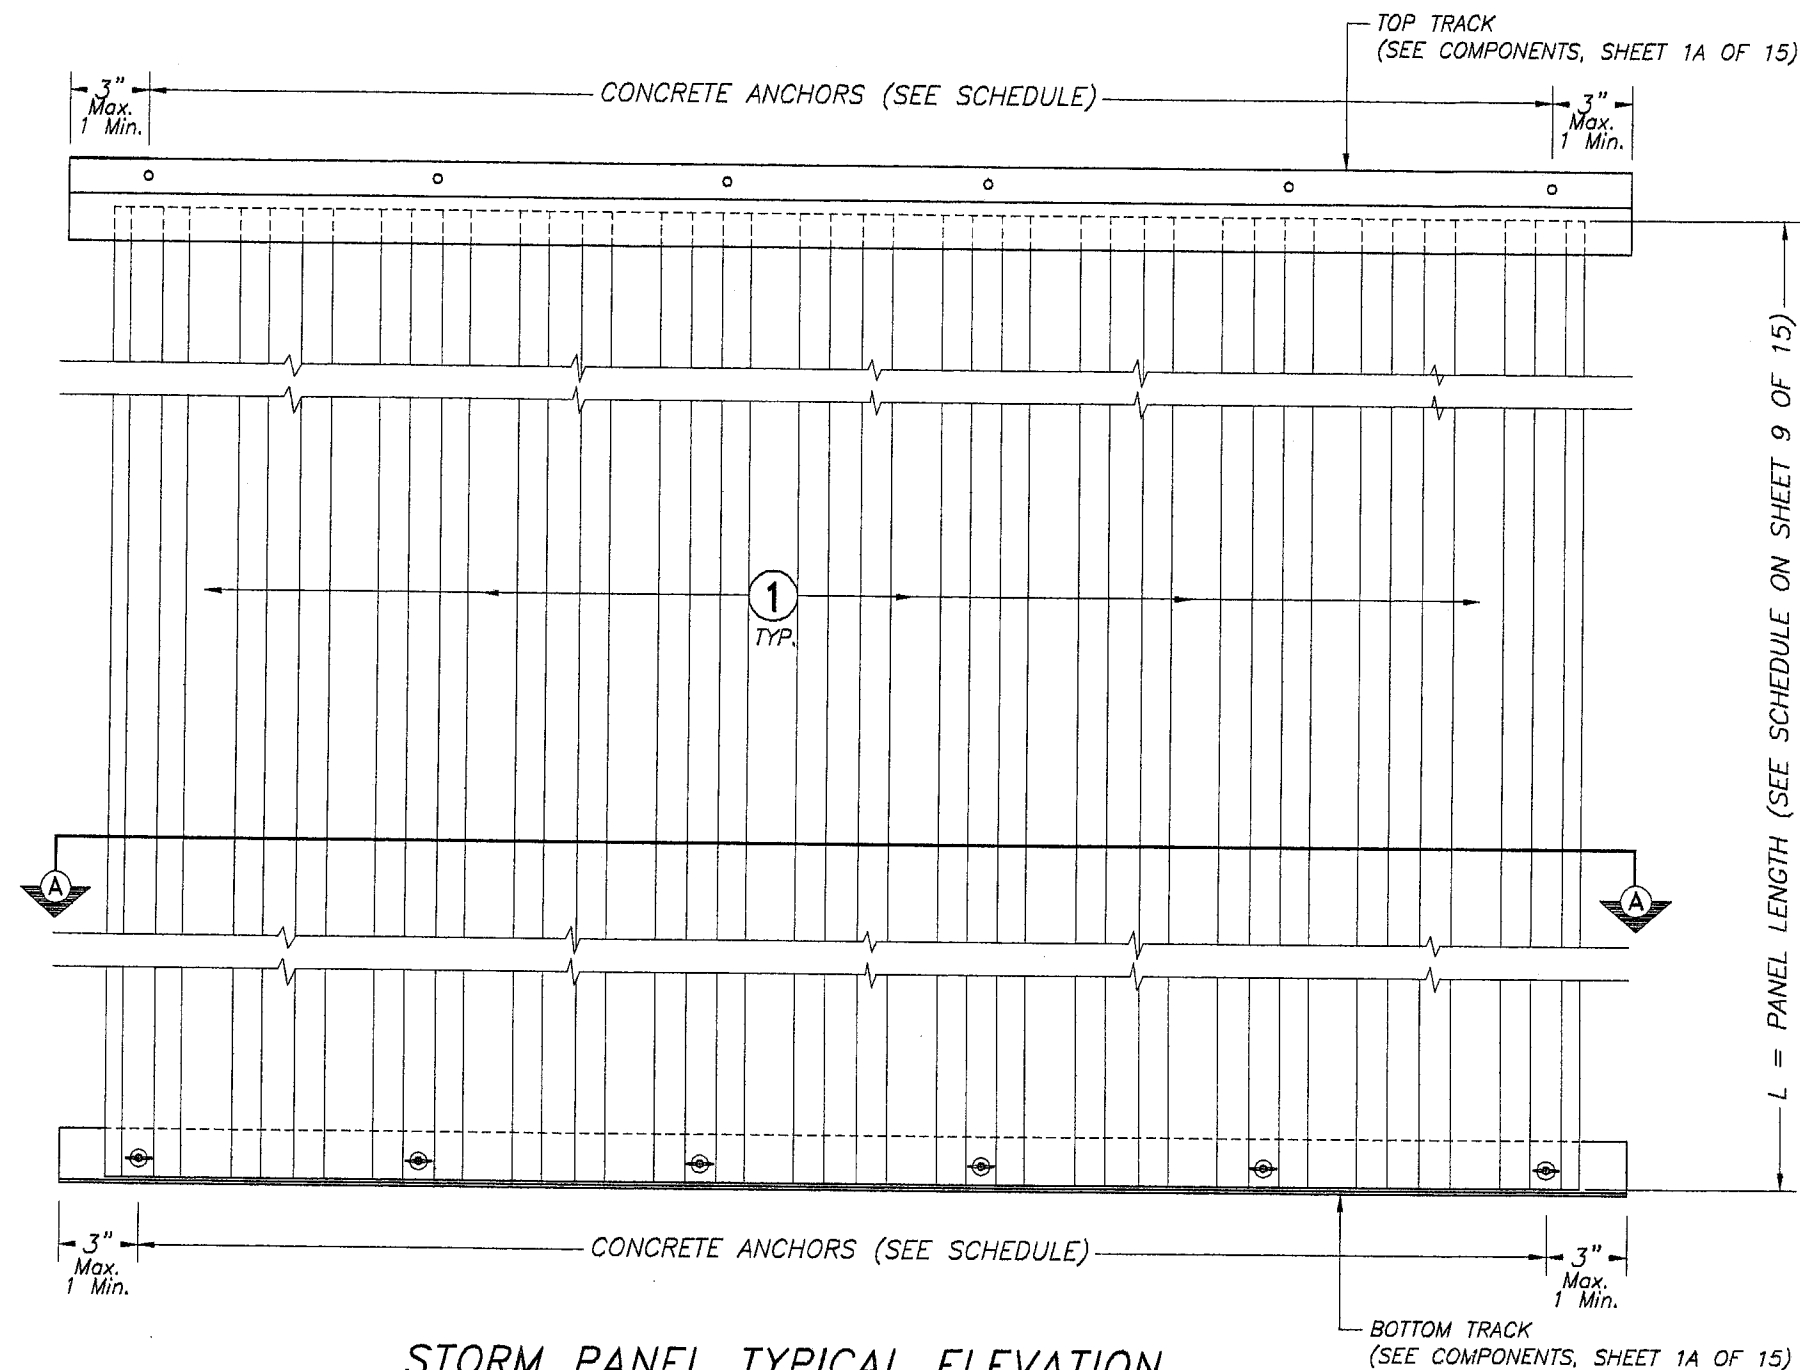 TOP TRACK
(SEE COMPONENTS, SHEET 1A OF 15)
3"
Max.
1 Min.
CONCRETE ANCHORS (SEE SCHEDULE)
3"
Max.
1 Min.
1
TYP.
L = PANEL LENGTH (SEE SCHEDULE ON SHEET 9 OF 15)
A
A
3"
Max.
1 Min.
CONCRETE ANCHORS (SEE SCHEDULE)
3"
Max.
1 Min.
BOTTOM TRACK
(SEE COMPONENTS, SHEET 1A OF 15)
STORM PANEL TYPICAL ELEVATION